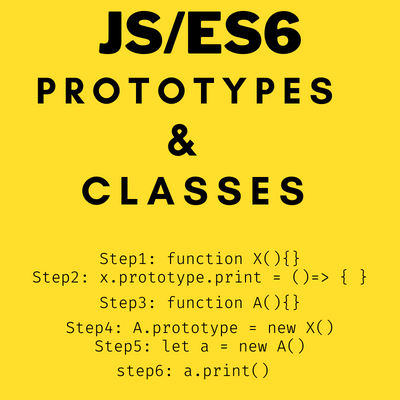 JS/ES6
PROTOTYPES
&
CLASSES
Step1: function X(){}
Step2: x.prototype.print = ()=> { }
Step3: function A(){}
Step4: A.prototype = new X()
Step5: let a = new A()
step6: a.print()